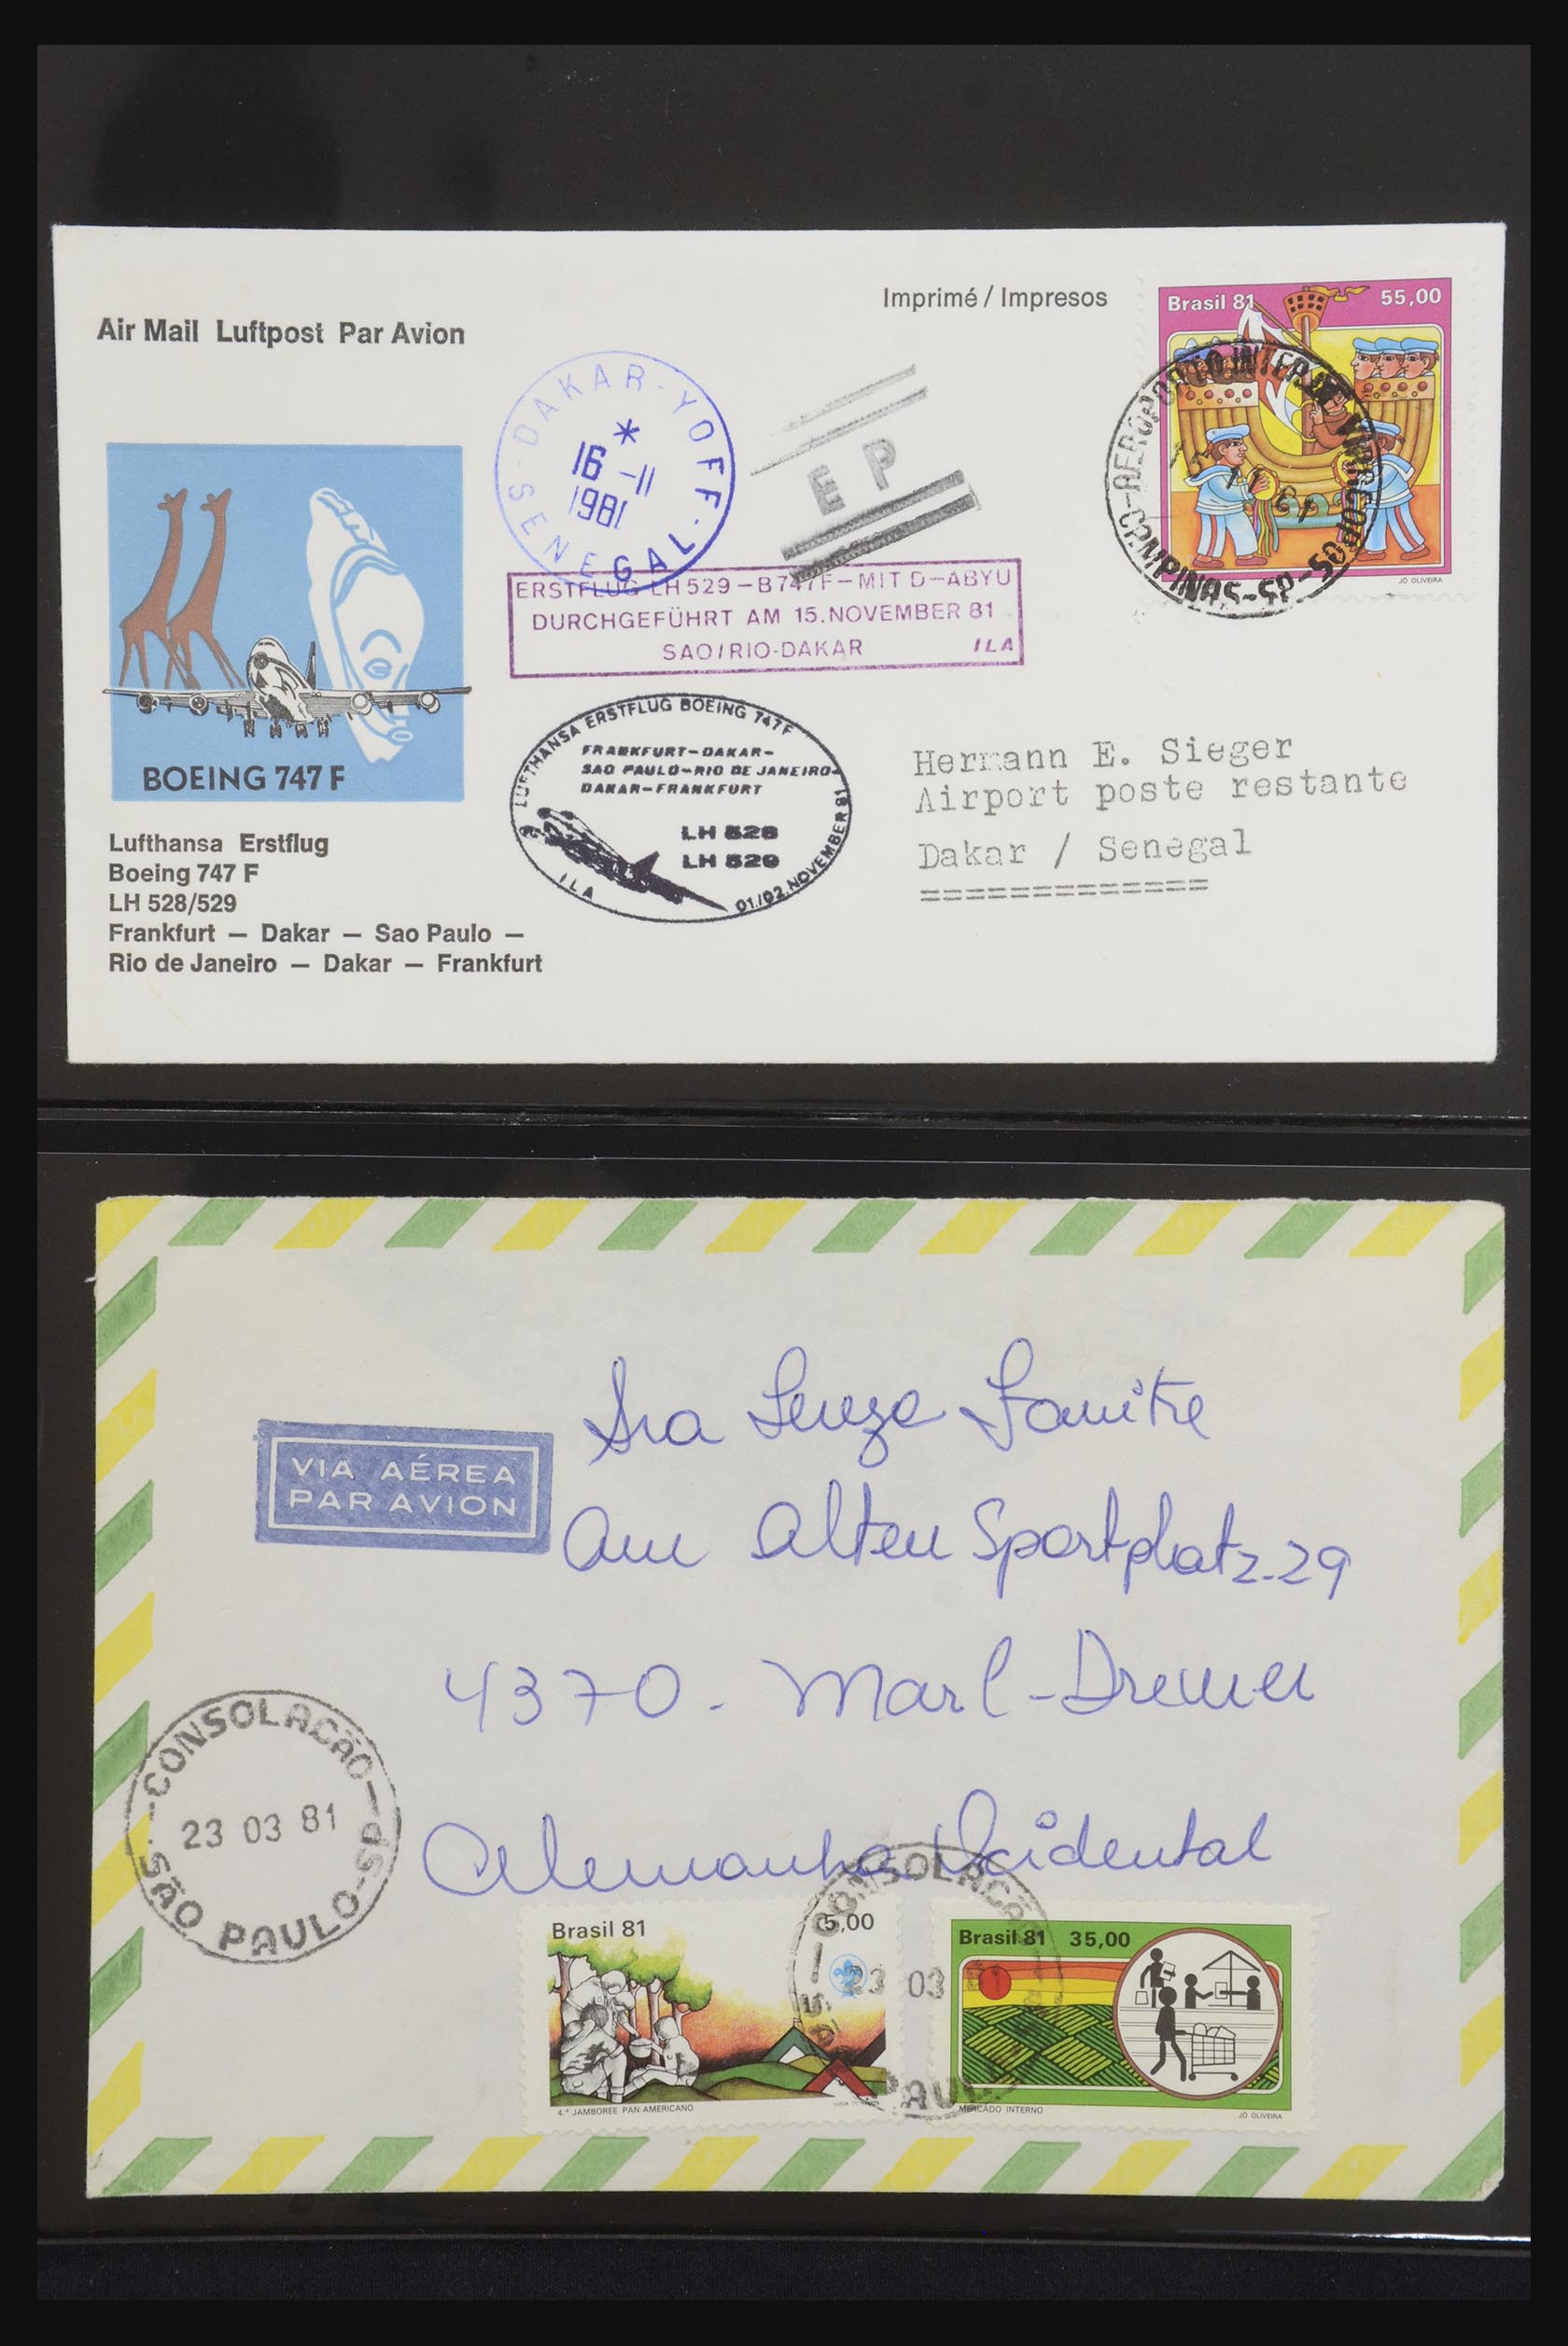 Imprimé / Impresos
Air Mail Luftpost Par Avion
Brasil 81 55,00
JÔ OLIVEIRA
DAKAR-YOFF
16 -11
1981
SENEGAL
E P
CAMPINAS-SP
ERSTFLUG LH 529 – B747F – MIT D-ABYU
DURCHGEFÜHRT AM 15. NOVEMBER 81
SAO/RIO-DAKAR ILA
BOEING 747 F
LUFTHANSA ERSTFLUG BOEING 747F
FRANKFURT-DAKAR-
SAO PAULO-RIO DE JANEIRO-
DAKAR-FRANKFURT
LH 528
LH 529
ILA
01./02. NOVEMBER 81
Hermann E. Sieger
Airport poste restante
Dakar / Senegal
=============
Lufthansa Erstflug
Boeing 747 F
LH 528/529
Frankfurt – Dakar – Sao Paulo –
Rio de Janeiro – Dakar – Frankfurt
Sra
VIA AÉREA
PAR AVION
Am Alten Sportplatz-29
4370 - Marl-Drewer
CONSOLAÇÃO
23 03 81
SÃO PAULO-SP
Alemanha Ocidental
CONSOLAÇÃO
23 03 81
Brasil 81 5,00
4.º JAMBOREE PAN-AMERICANO
Brasil 81 35,00
MERCADO INTERNO
JÔ OLIVEIRA